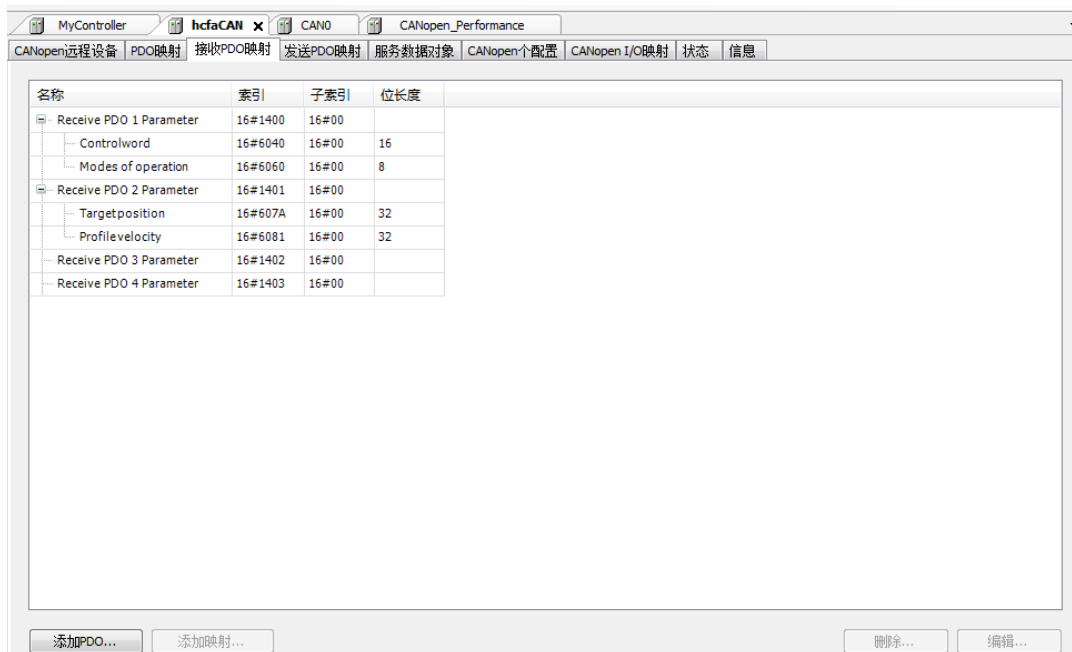 MyController hcfaCAN CAN0 CANopen_Performance
CANopen远程设备 PDO映射 接收PDO映射 发送PDO映射 服务数据对象 CANopen个配置 CANopen I/O映射 状态 信息
名称 索引 子索引 位长度
Receive PDO 1 Parameter 16#1400 16#00
Controlword 16#6040 16#00 16
Modes of operation 16#6060 16#00 8
Receive PDO 2 Parameter 16#1401 16#00
Targetposition 16#607A 16#00 32
Profilevelocity 16#6081 16#00 32
Receive PDO 3 Parameter 16#1402 16#00
Receive PDO 4 Parameter 16#1403 16#00
添加PDO... 添加映射... 删除... 编辑...